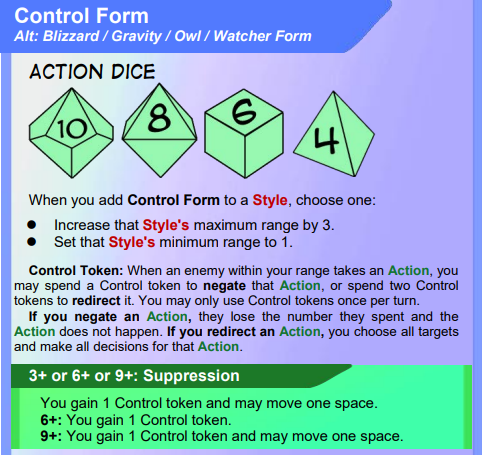 Control Form
Alt: Blizzard / Gravity / Owl / Watcher Form
ACTION DICE
10 8 6 4
When you add Control Form to a Style, choose one:
● Increase that Style's maximum range by 3.
● Set that Style's minimum range to 1.
Control Token: When an enemy within your range takes an Action, you
may spend a Control token to negate that Action, or spend two Control
tokens to redirect it. You may only use Control tokens once per turn.
If you negate an Action, they lose the number they spent and the
Action does not happen. If you redirect an Action, you choose all targets
and make all decisions for that Action.
3+ or 6+ or 9+: Suppression
You gain 1 Control token and may move one space.
6+: You gain 1 Control token.
9+: You gain 1 Control token and may move one space.